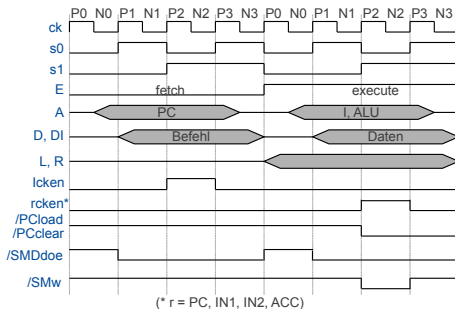 P0 N0 P1 N1 P2 N2 P3 N3 P0 N0 P1 N1 P2 N2 P3 N3
ck
s0
s1
E fetch execute
A PC I, ALU
D, DI Befehl Daten
L, R
Icken
rcken*
/PCload
/PCclear
/SMDdoe
/SMw
(* r = PC, IN1, IN2, ACC)